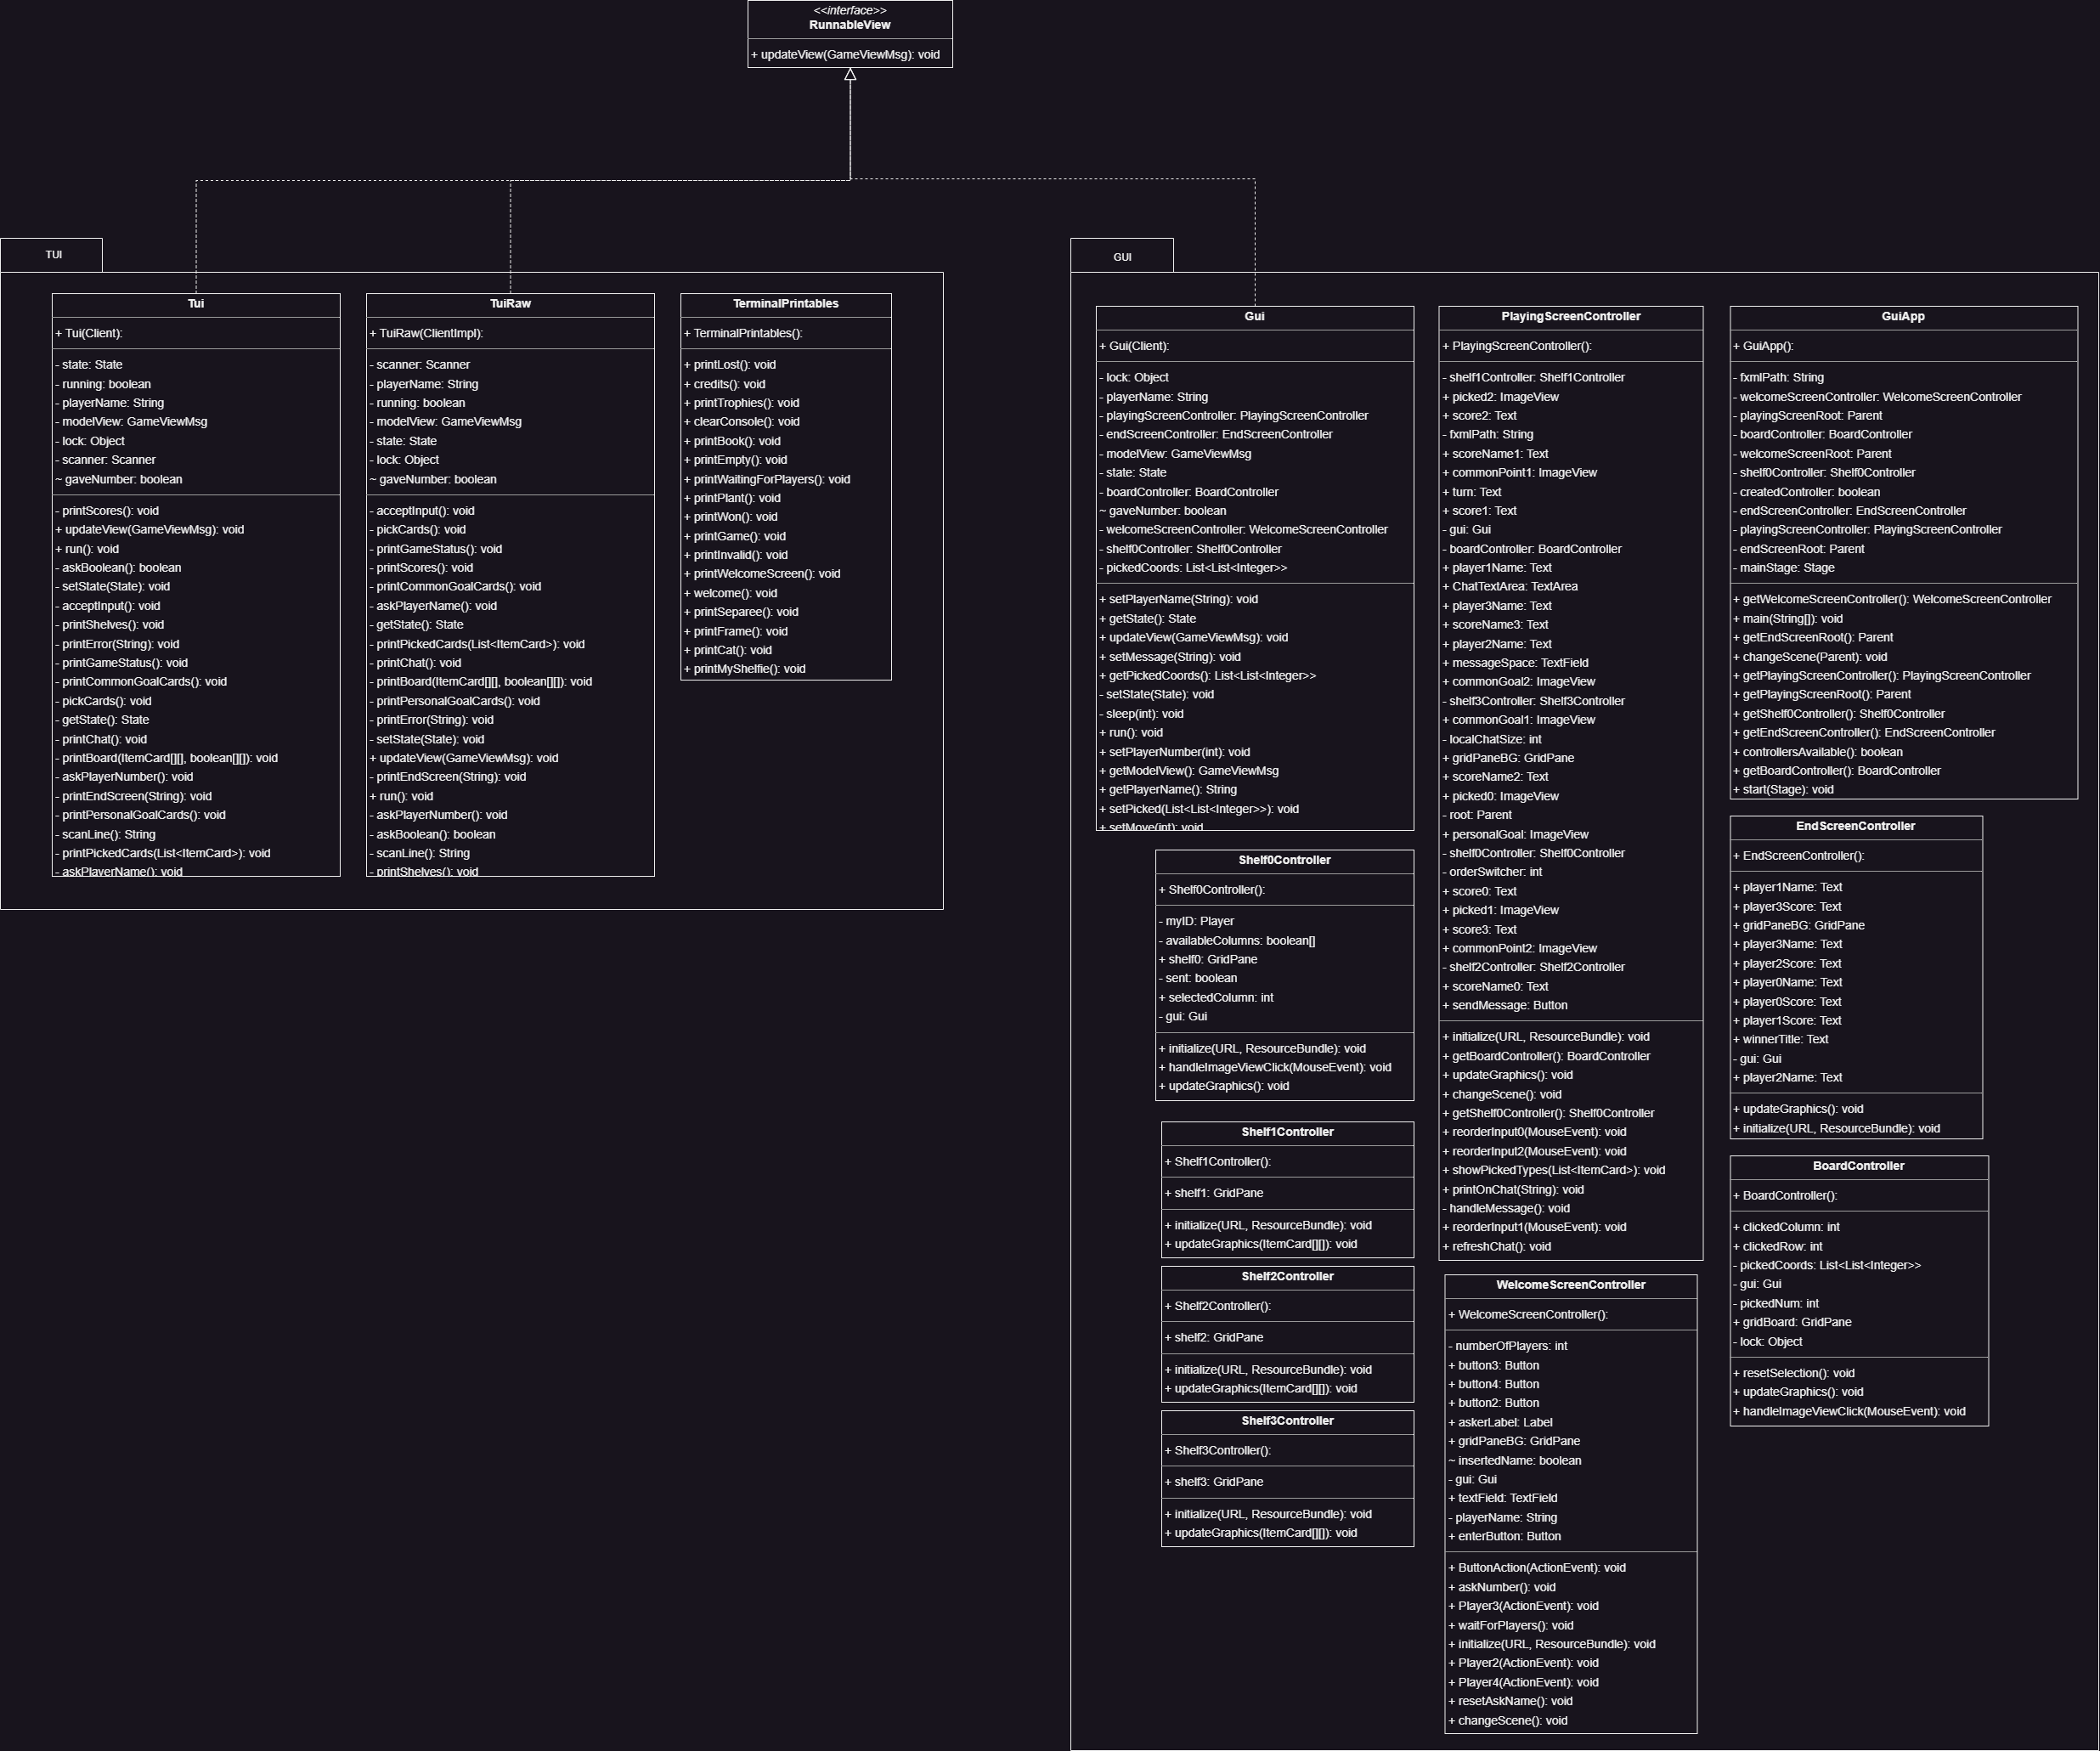 <<interface>>
RunnableView
+ updateView(GameViewMsg): void
TUI
Tui
+ Tui(Client):
- state: State
- running: boolean
- playerName: String
- modelView: GameViewMsg
- lock: Object
- scanner: Scanner
~ gaveNumber: boolean
- printScores(): void
+ updateView(GameViewMsg): void
+ run(): void
- askBoolean(): boolean
- setState(State): void
- acceptInput(): void
- printShelves(): void
- printError(String): void
- printGameStatus(): void
- printCommonGoalCards(): void
- pickCards(): void
- getState(): State
- printChat(): void
- printBoard(ItemCard[][], boolean[][]): void
- askPlayerNumber(): void
- printEndScreen(String): void
- printPersonalGoalCards(): void
- scanLine(): String
- printPickedCards(List<ItemCard>): void
- askPlayerName(): void
TuiRaw
+ TuiRaw(ClientImpl):
- scanner: Scanner
- playerName: String
- running: boolean
- modelView: GameViewMsg
- state: State
- lock: Object
~ gaveNumber: boolean
- acceptInput(): void
- pickCards(): void
- printGameStatus(): void
- printScores(): void
- printCommonGoalCards(): void
- askPlayerName(): void
- getState(): State
- printPickedCards(List<ItemCard>): void
- printChat(): void
- printBoard(ItemCard[][], boolean[][]): void
- printPersonalGoalCards(): void
- printError(String): void
- setState(State): void
+ updateView(GameViewMsg): void
- printEndScreen(String): void
+ run(): void
- askPlayerNumber(): void
- askBoolean(): boolean
- scanLine(): String
- printShelves(): void
TerminalPrintables
+ TerminalPrintables():
+ printLost(): void
+ credits(): void
+ printTrophies(): void
+ clearConsole(): void
+ printBook(): void
+ printEmpty(): void
+ printWaitingForPlayers(): void
+ printPlant(): void
+ printWon(): void
+ printGame(): void
+ printInvalid(): void
+ printWelcomeScreen(): void
+ welcome(): void
+ printSeparee(): void
+ printFrame(): void
+ printCat(): void
+ printMyShelfie(): void
GUI
Gui
+ Gui(Client):
- lock: Object
- playerName: String
- playingScreenController: PlayingScreenController
- endScreenController: EndScreenController
- modelView: GameViewMsg
- state: State
- boardController: BoardController
~ gaveNumber: boolean
- welcomeScreenController: WelcomeScreenController
- shelf0Controller: Shelf0Controller
- pickedCoords: List<List<Integer>>
+ setPlayerName(String): void
+ getState(): State
+ updateView(GameViewMsg): void
+ setMessage(String): void
+ getPickedCoords(): List<List<Integer>>
- setState(State): void
- sleep(int): void
+ run(): void
+ setPlayerNumber(int): void
+ getModelView(): GameViewMsg
+ getPlayerName(): String
+ setPicked(List<List<Integer>>): void
+ setMove(int): void
Shelf0Controller
+ Shelf0Controller():
- myID: Player
- availableColumns: boolean[]
+ shelf0: GridPane
- sent: boolean
+ selectedColumn: int
- gui: Gui
+ initialize(URL, ResourceBundle): void
+ handleImageViewClick(MouseEvent): void
+ updateGraphics(): void
Shelf1Controller
+ Shelf1Controller():
+ shelf1: GridPane
+ initialize(URL, ResourceBundle): void
+ updateGraphics(ItemCard[][]): void
Shelf2Controller
+ Shelf2Controller():
+ shelf2: GridPane
+ initialize(URL, ResourceBundle): void
+ updateGraphics(ItemCard[][]): void
Shelf3Controller
+ Shelf3Controller():
+ shelf3: GridPane
+ initialize(URL, ResourceBundle): void
+ updateGraphics(ItemCard[][]): void
PlayingScreenController
+ PlayingScreenController():
- shelf1Controller: Shelf1Controller
+ picked2: ImageView
+ score2: Text
- fxmlPath: String
+ scoreName1: Text
+ commonPoint1: ImageView
+ turn: Text
+ score1: Text
- gui: Gui
- boardController: BoardController
+ player1Name: Text
+ ChatTextArea: TextArea
+ player3Name: Text
+ scoreName3: Text
+ player2Name: Text
+ messageSpace: TextField
+ commonGoal2: ImageView
- shelf3Controller: Shelf3Controller
+ commonGoal1: ImageView
- localChatSize: int
+ gridPaneBG: GridPane
+ scoreName2: Text
+ picked0: ImageView
- root: Parent
+ personalGoal: ImageView
- shelf0Controller: Shelf0Controller
- orderSwitcher: int
+ score0: Text
+ picked1: ImageView
+ score3: Text
+ commonPoint2: ImageView
- shelf2Controller: Shelf2Controller
+ scoreName0: Text
+ sendMessage: Button
+ initialize(URL, ResourceBundle): void
+ getBoardController(): BoardController
+ updateGraphics(): void
+ changeScene(): void
+ getShelf0Controller(): Shelf0Controller
+ reorderInput0(MouseEvent): void
+ reorderInput2(MouseEvent): void
+ showPickedTypes(List<ItemCard>): void
+ printOnChat(String): void
- handleMessage(): void
+ reorderInput1(MouseEvent): void
+ refreshChat(): void
WelcomeScreenController
+ WelcomeScreenController():
- numberOfPlayers: int
+ button3: Button
+ button4: Button
+ button2: Button
+ askerLabel: Label
+ gridPaneBG: GridPane
~ insertedName: boolean
- gui: Gui
+ textField: TextField
- playerName: String
+ enterButton: Button
+ ButtonAction(ActionEvent): void
+ askNumber(): void
+ Player3(ActionEvent): void
+ waitForPlayers(): void
+ initialize(URL, ResourceBundle): void
+ Player2(ActionEvent): void
+ Player4(ActionEvent): void
+ resetAskName(): void
+ changeScene(): void
GuiApp
+ GuiApp():
- fxmlPath: String
- welcomeScreenController: WelcomeScreenController
- playingScreenRoot: Parent
- boardController: BoardController
- welcomeScreenRoot: Parent
- shelf0Controller: Shelf0Controller
- createdController: boolean
- endScreenController: EndScreenController
- playingScreenController: PlayingScreenController
- endScreenRoot: Parent
- mainStage: Stage
+ getWelcomeScreenController(): WelcomeScreenController
+ main(String[]): void
+ getEndScreenRoot(): Parent
+ changeScene(Parent): void
+ getPlayingScreenController(): PlayingScreenController
+ getPlayingScreenRoot(): Parent
+ getShelf0Controller(): Shelf0Controller
+ getEndScreenController(): EndScreenController
+ controllersAvailable(): boolean
+ getBoardController(): BoardController
+ start(Stage): void
EndScreenController
+ EndScreenController():
+ player1Name: Text
+ player3Score: Text
+ gridPaneBG: GridPane
+ player3Name: Text
+ player2Score: Text
+ player0Name: Text
+ player0Score: Text
+ player1Score: Text
+ winnerTitle: Text
- gui: Gui
+ player2Name: Text
+ updateGraphics(): void
+ initialize(URL, ResourceBundle): void
BoardController
+ BoardController():
+ clickedColumn: int
+ clickedRow: int
- pickedCoords: List<List<Integer>>
- gui: Gui
- pickedNum: int
+ gridBoard: GridPane
- lock: Object
+ resetSelection(): void
+ updateGraphics(): void
+ handleImageViewClick(MouseEvent): void